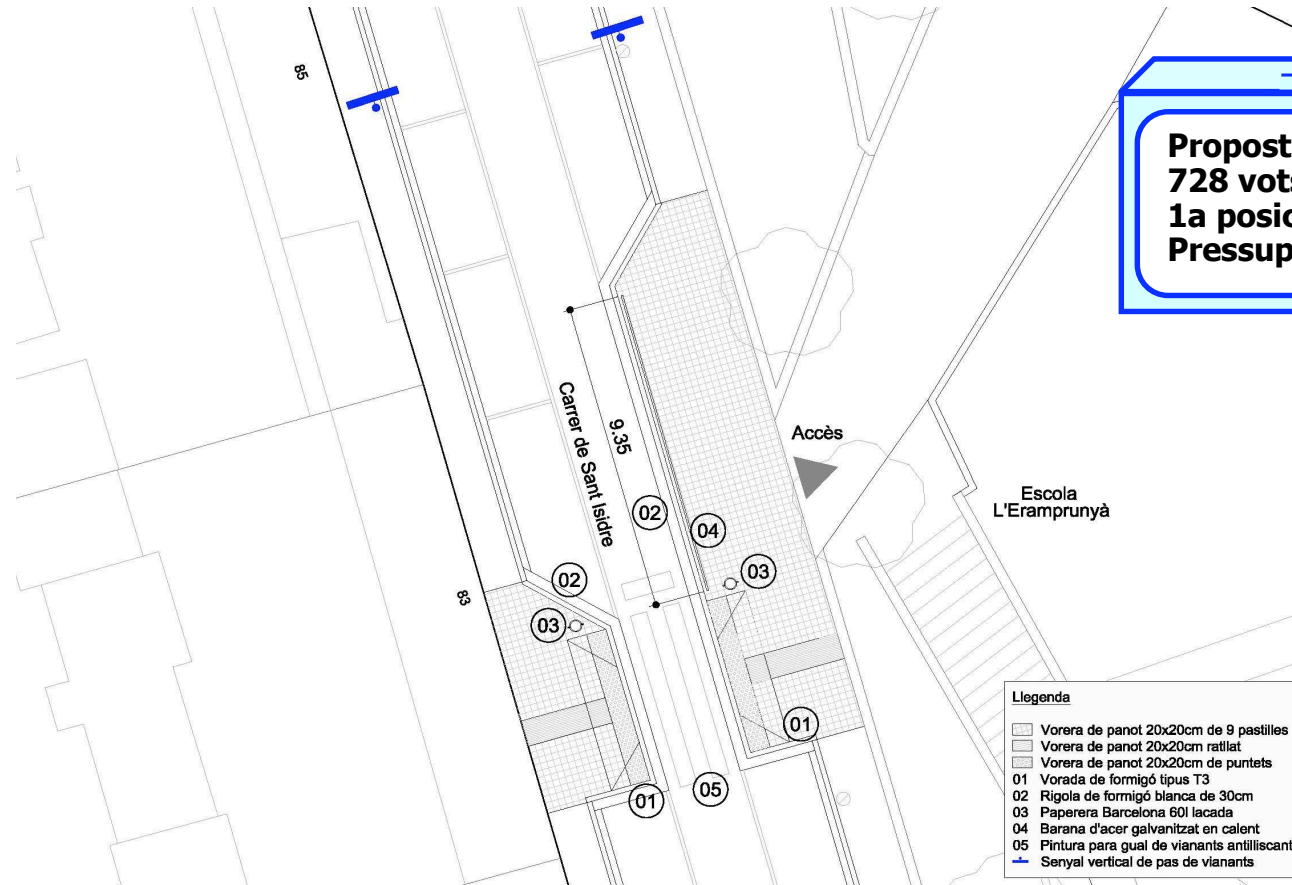 85
Propost
728 vots
1a posic
Pressup
Carrer de Sant Isidre
9.35
Accès
Escola
L'Eramprunyà
02
04
03
02
03
83
01
01
05
Llegenda
Vorera de panot 20x20cm de 9 pastilles
Vorera de panot 20x20cm ratllat
Vorera de panot 20x20cm de puntets
01 Vorada de formigó tipus T3
02 Rigola de formigó blanca de 30cm
03 Paperera Barcelona 60l lacada
04 Barana d'acer galvanitzat en calent
05 Pintura para gual de vianants antilliscant
Senyal vertical de pas de vianants